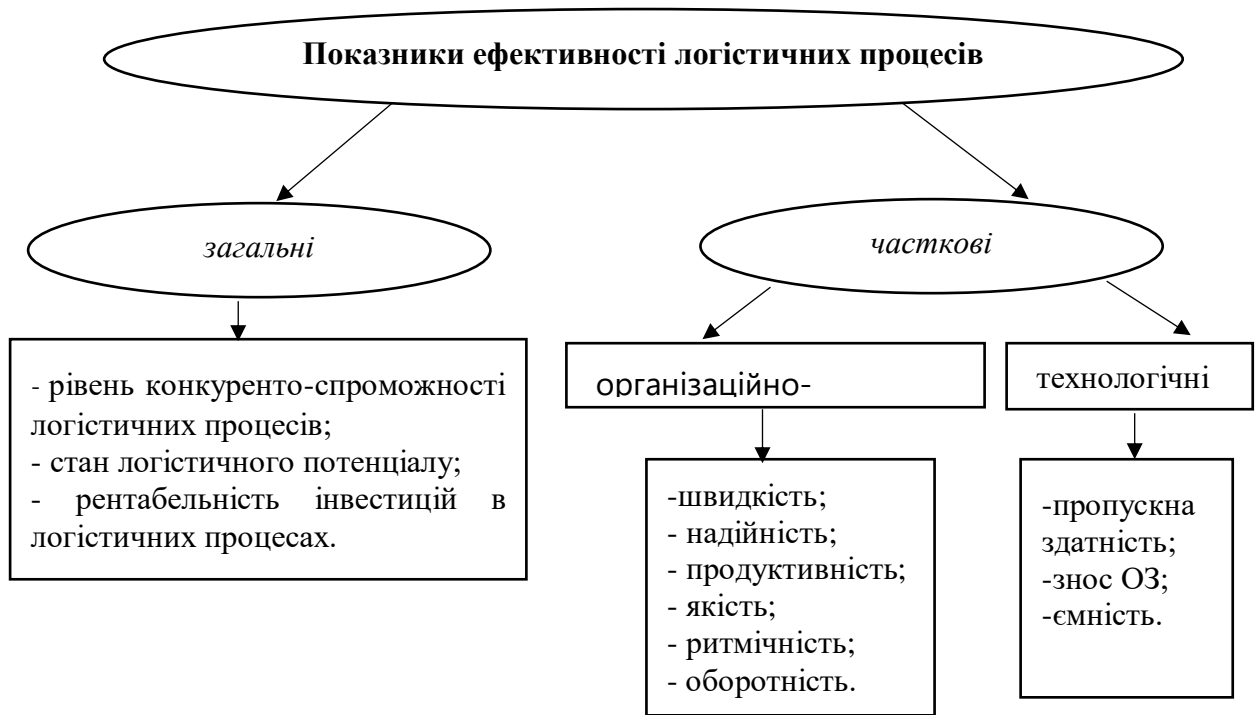 Показники ефективності логістичних процесів
загальні
часткові
- рівень конкуренто-спроможності
логістичних процесів;
- стан логістичного потенціалу;
- рентабельність інвестицій в
логістичних процесах.
організаційно-
технологічні
-швидкість;
- надійність;
- продуктивність;
- якість;
- ритмічність;
- оборотність.
-пропускна
здатність;
-знос ОЗ;
-ємність.